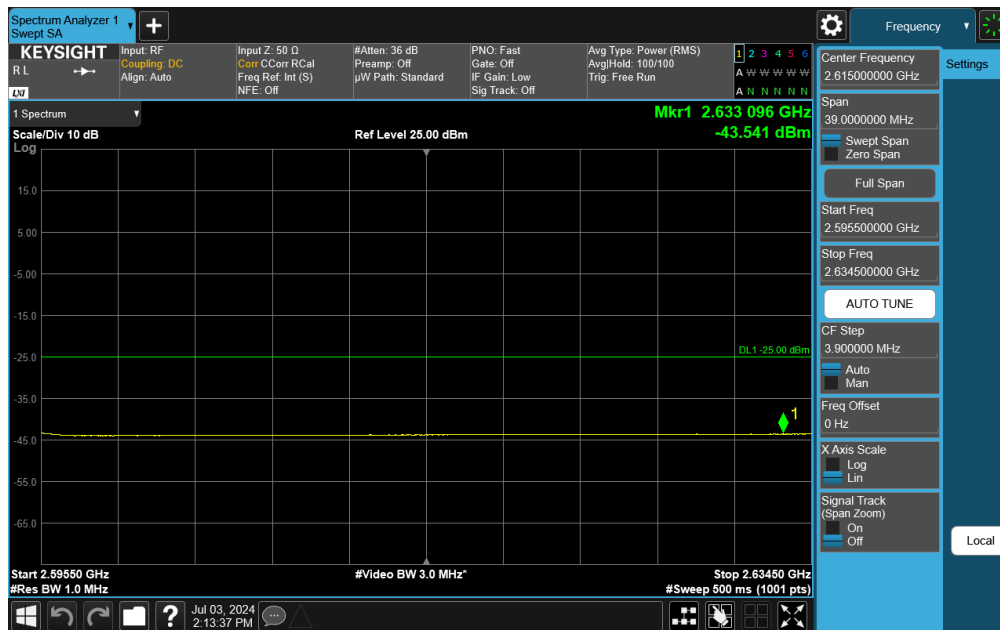 Spectrum Analyzer 1
Swept SA
Frequency
KEYSIGHT
R L
LXI
Input: RF
Coupling: DC
Align: Auto
Input Z: 50 Ω
Corr CCorr RCal
Freq Ref: Int (S)
NFE: Off
#Atten: 36 dB
Preamp: Off
µW Path: Standard
PNO: Fast
Gate: Off
IF Gain: Low
Sig Track: Off
Avg Type: Power (RMS)
Avg|Hold: 100/100
Trig: Free Run
1 2 3 4 5 6
A W W W W W
A N N N N N
1 Spectrum
Scale/Div 10 dB
Log
Ref Level 25.00 dBm
Mkr1 2.633 096 GHz
-43.541 dBm
15.0
5.00
-5.00
-15.0
-25.0
-35.0
-45.0
-55.0
-65.0
DL1 -25.00 dBm
1
Start 2.59550 GHz
#Video BW 3.0 MHz*
Stop 2.63450 GHz
#Res BW 1.0 MHz
#Sweep 500 ms (1001 pts)
Jul 03, 2024
2:13:37 PM
Center Frequency
2.615000000 GHz
Span
39.0000000 MHz
Swept Span
Zero Span
Full Span
Start Freq
2.595500000 GHz
Stop Freq
2.634500000 GHz
AUTO TUNE
CF Step
3.900000 MHz
Auto
Man
Freq Offset
0 Hz
X Axis Scale
Log
Lin
Signal Track
(Span Zoom)
On
Off
Settings
Local